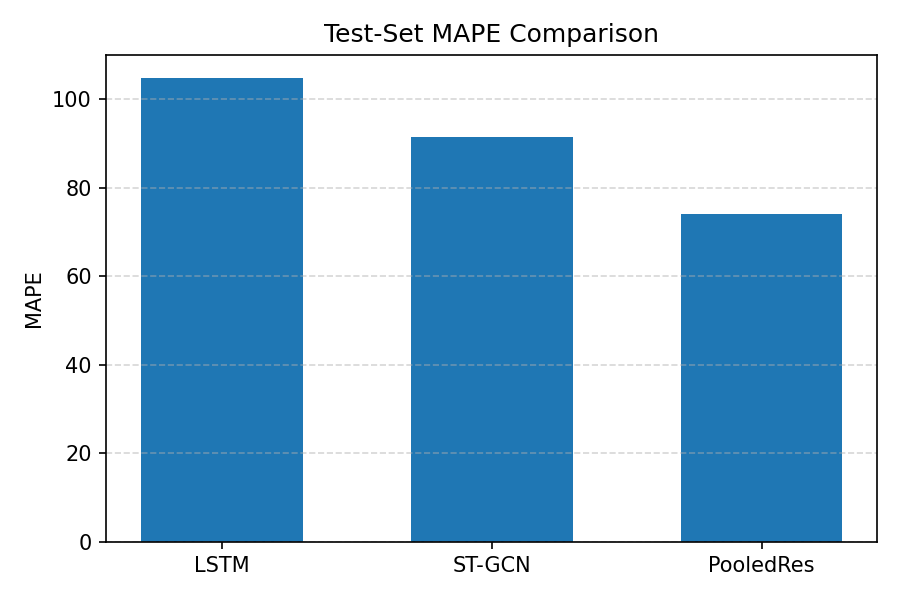 Test-Set MAPE Comparison
MAPE
100
80
60
40
20
0
LSTM
ST-GCN
PooledRes